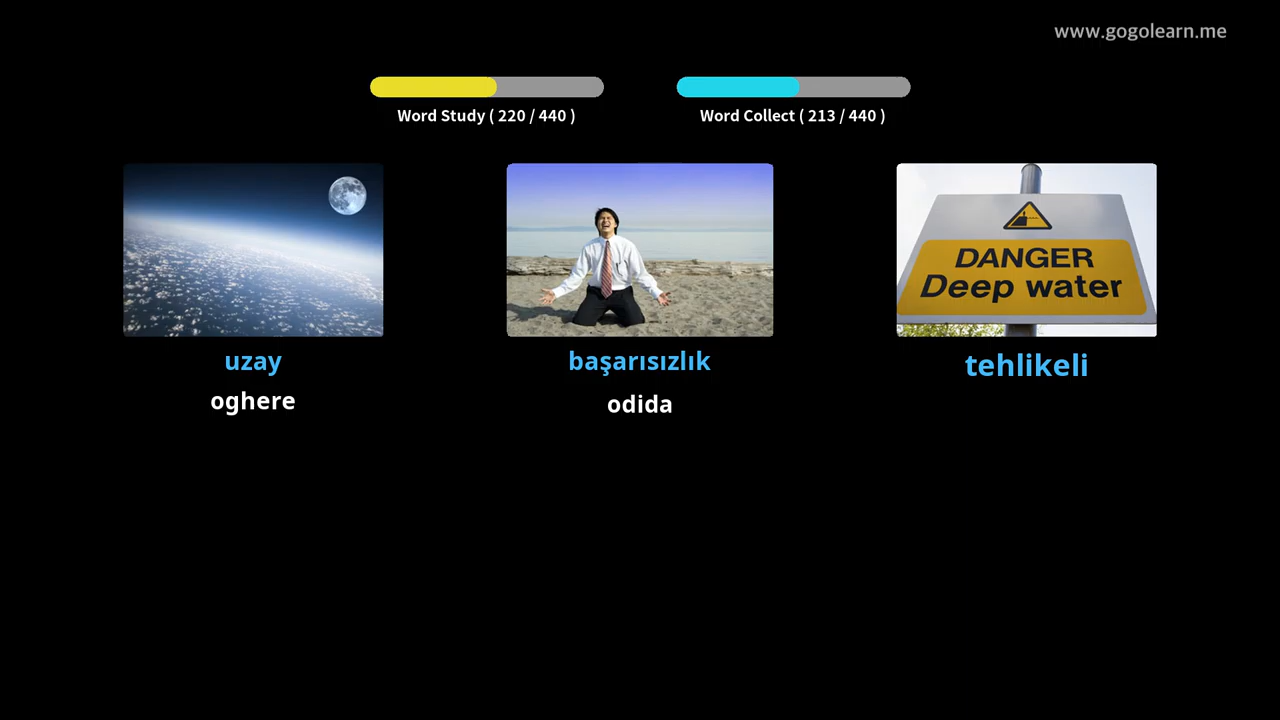 www.gogolearn.me
Word Study ( 220 / 440 )
Word Collect ( 213 / 440 )
DANGER
Deep water
uzay
başarısızlık
tehlikeli
oghere
odida